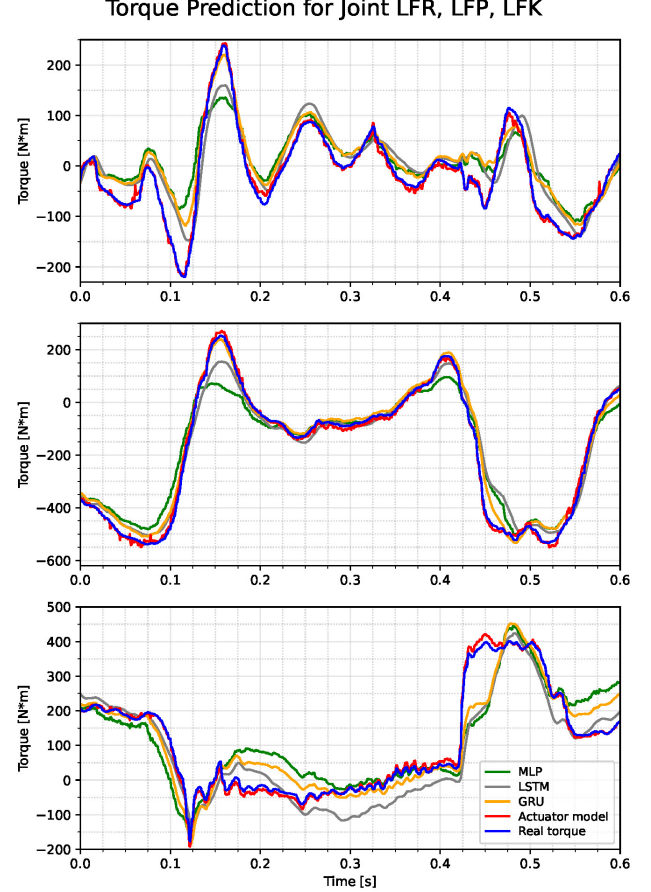 Torque Prediction for Joint LFR, LFP, LFK
Torque [N*m]
200
100
0
−100
−200
0.0 0.1 0.2 0.3 0.4 0.5 0.6
Torque [N*m]
200
0
−200
−400
−600
0.0 0.1 0.2 0.3 0.4 0.5 0.6
Torque [N*m]
500
400
300
200
100
0
−100
−200
MLP
LSTM
GRU
Actuator model
Real torque
0.0 0.1 0.2 0.3 0.4 0.5 0.6
Time [s]